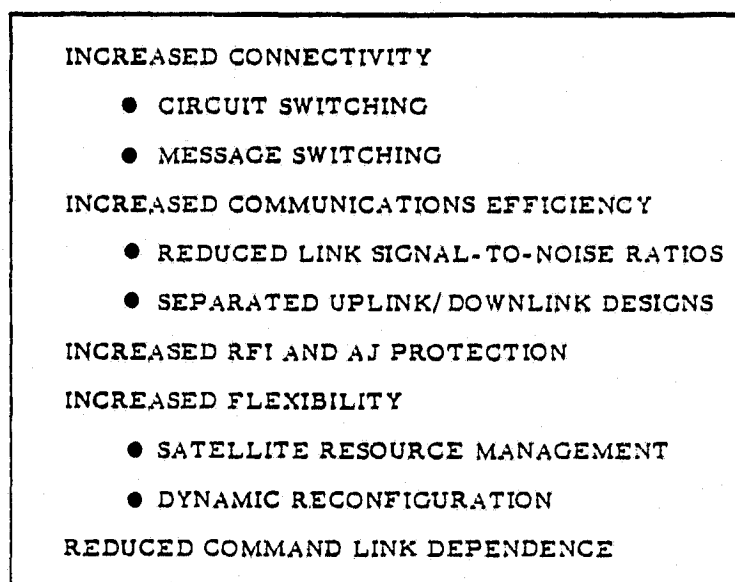 INCREASED CONNECTIVITY
● CIRCUIT SWITCHING
● MESSAGE SWITCHING
INCREASED COMMUNICATIONS EFFICIENCY
● REDUCED LINK SIGNAL-TO-NOISE RATIOS
● SEPARATED UPLINK/DOWNLINK DESIGNS
INCREASED RFI AND AJ PROTECTION
INCREASED FLEXIBILITY
● SATELLITE RESOURCE MANAGEMENT
● DYNAMIC RECONFIGURATION
REDUCED COMMAND LINK DEPENDENCE